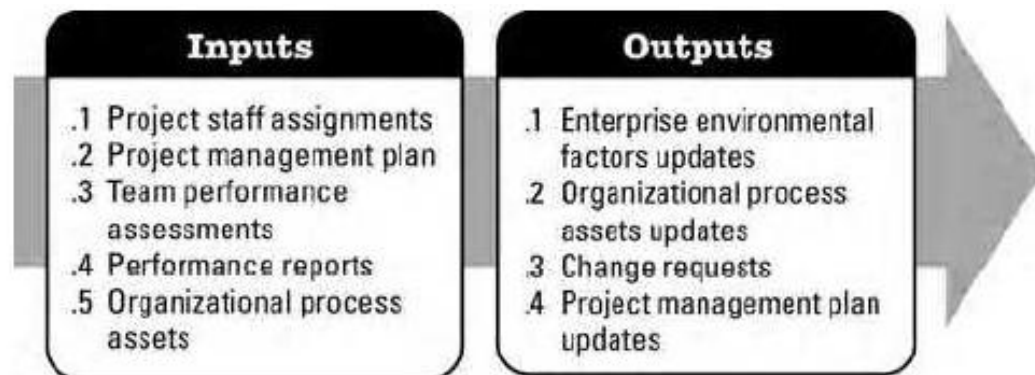 Inputs
.1 Project staff assignments
.2 Project management plan
.3 Team performance
assessments
.4 Performance reports
.5 Organizational process
assets
Outputs
.1 Enterprise environmental
factors updates
.2 Organizational process
assets updates
.3 Change requests
.4 Project management plan
updates